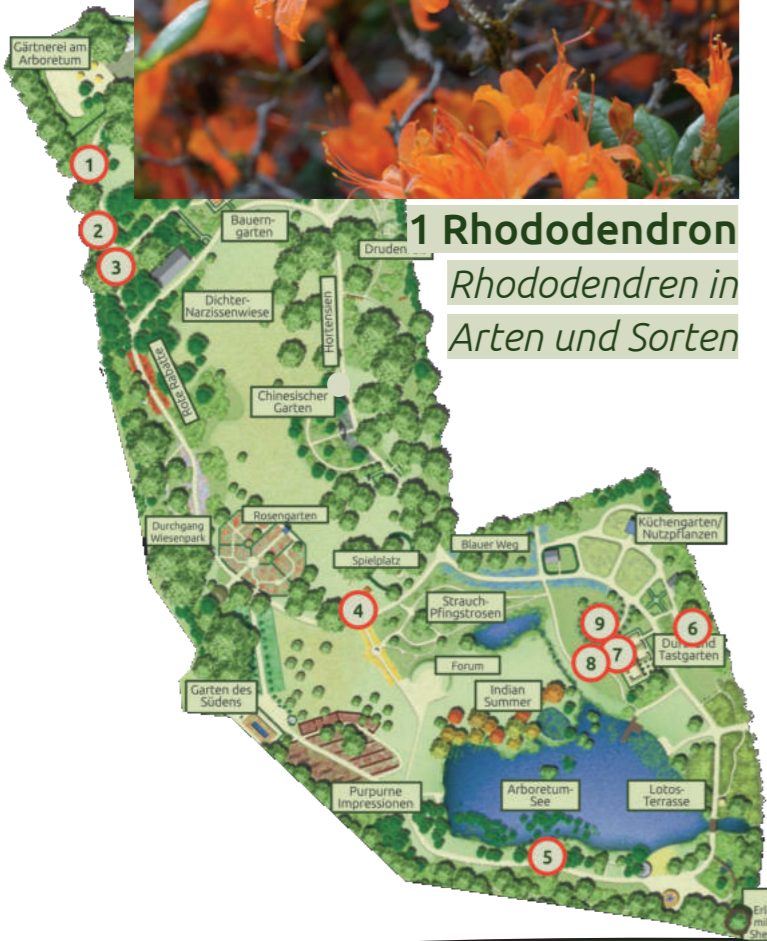 Gärtnerei am
Arboretum
1
2
3
Bauern-
garten
1 Rhododendron
Rhododendren in
Arten und Sorten
Dichter-
Narzissenwiese
Hortensien
Rote Rabatte
Chinesischer
Garten
Durchgang
Wiesenpark
Rosengarten
Spielplatz
Blauer Weg
Küchengarten/
Nutzpflanzen
4
Strauch-
Pfingstrosen
9
6
8
7
Tastgarten
Forum
Garten des
Südens
Indian
Summer
Purpurne
Impressionen
Arboretum-
See
Lotos-
Terrasse
5